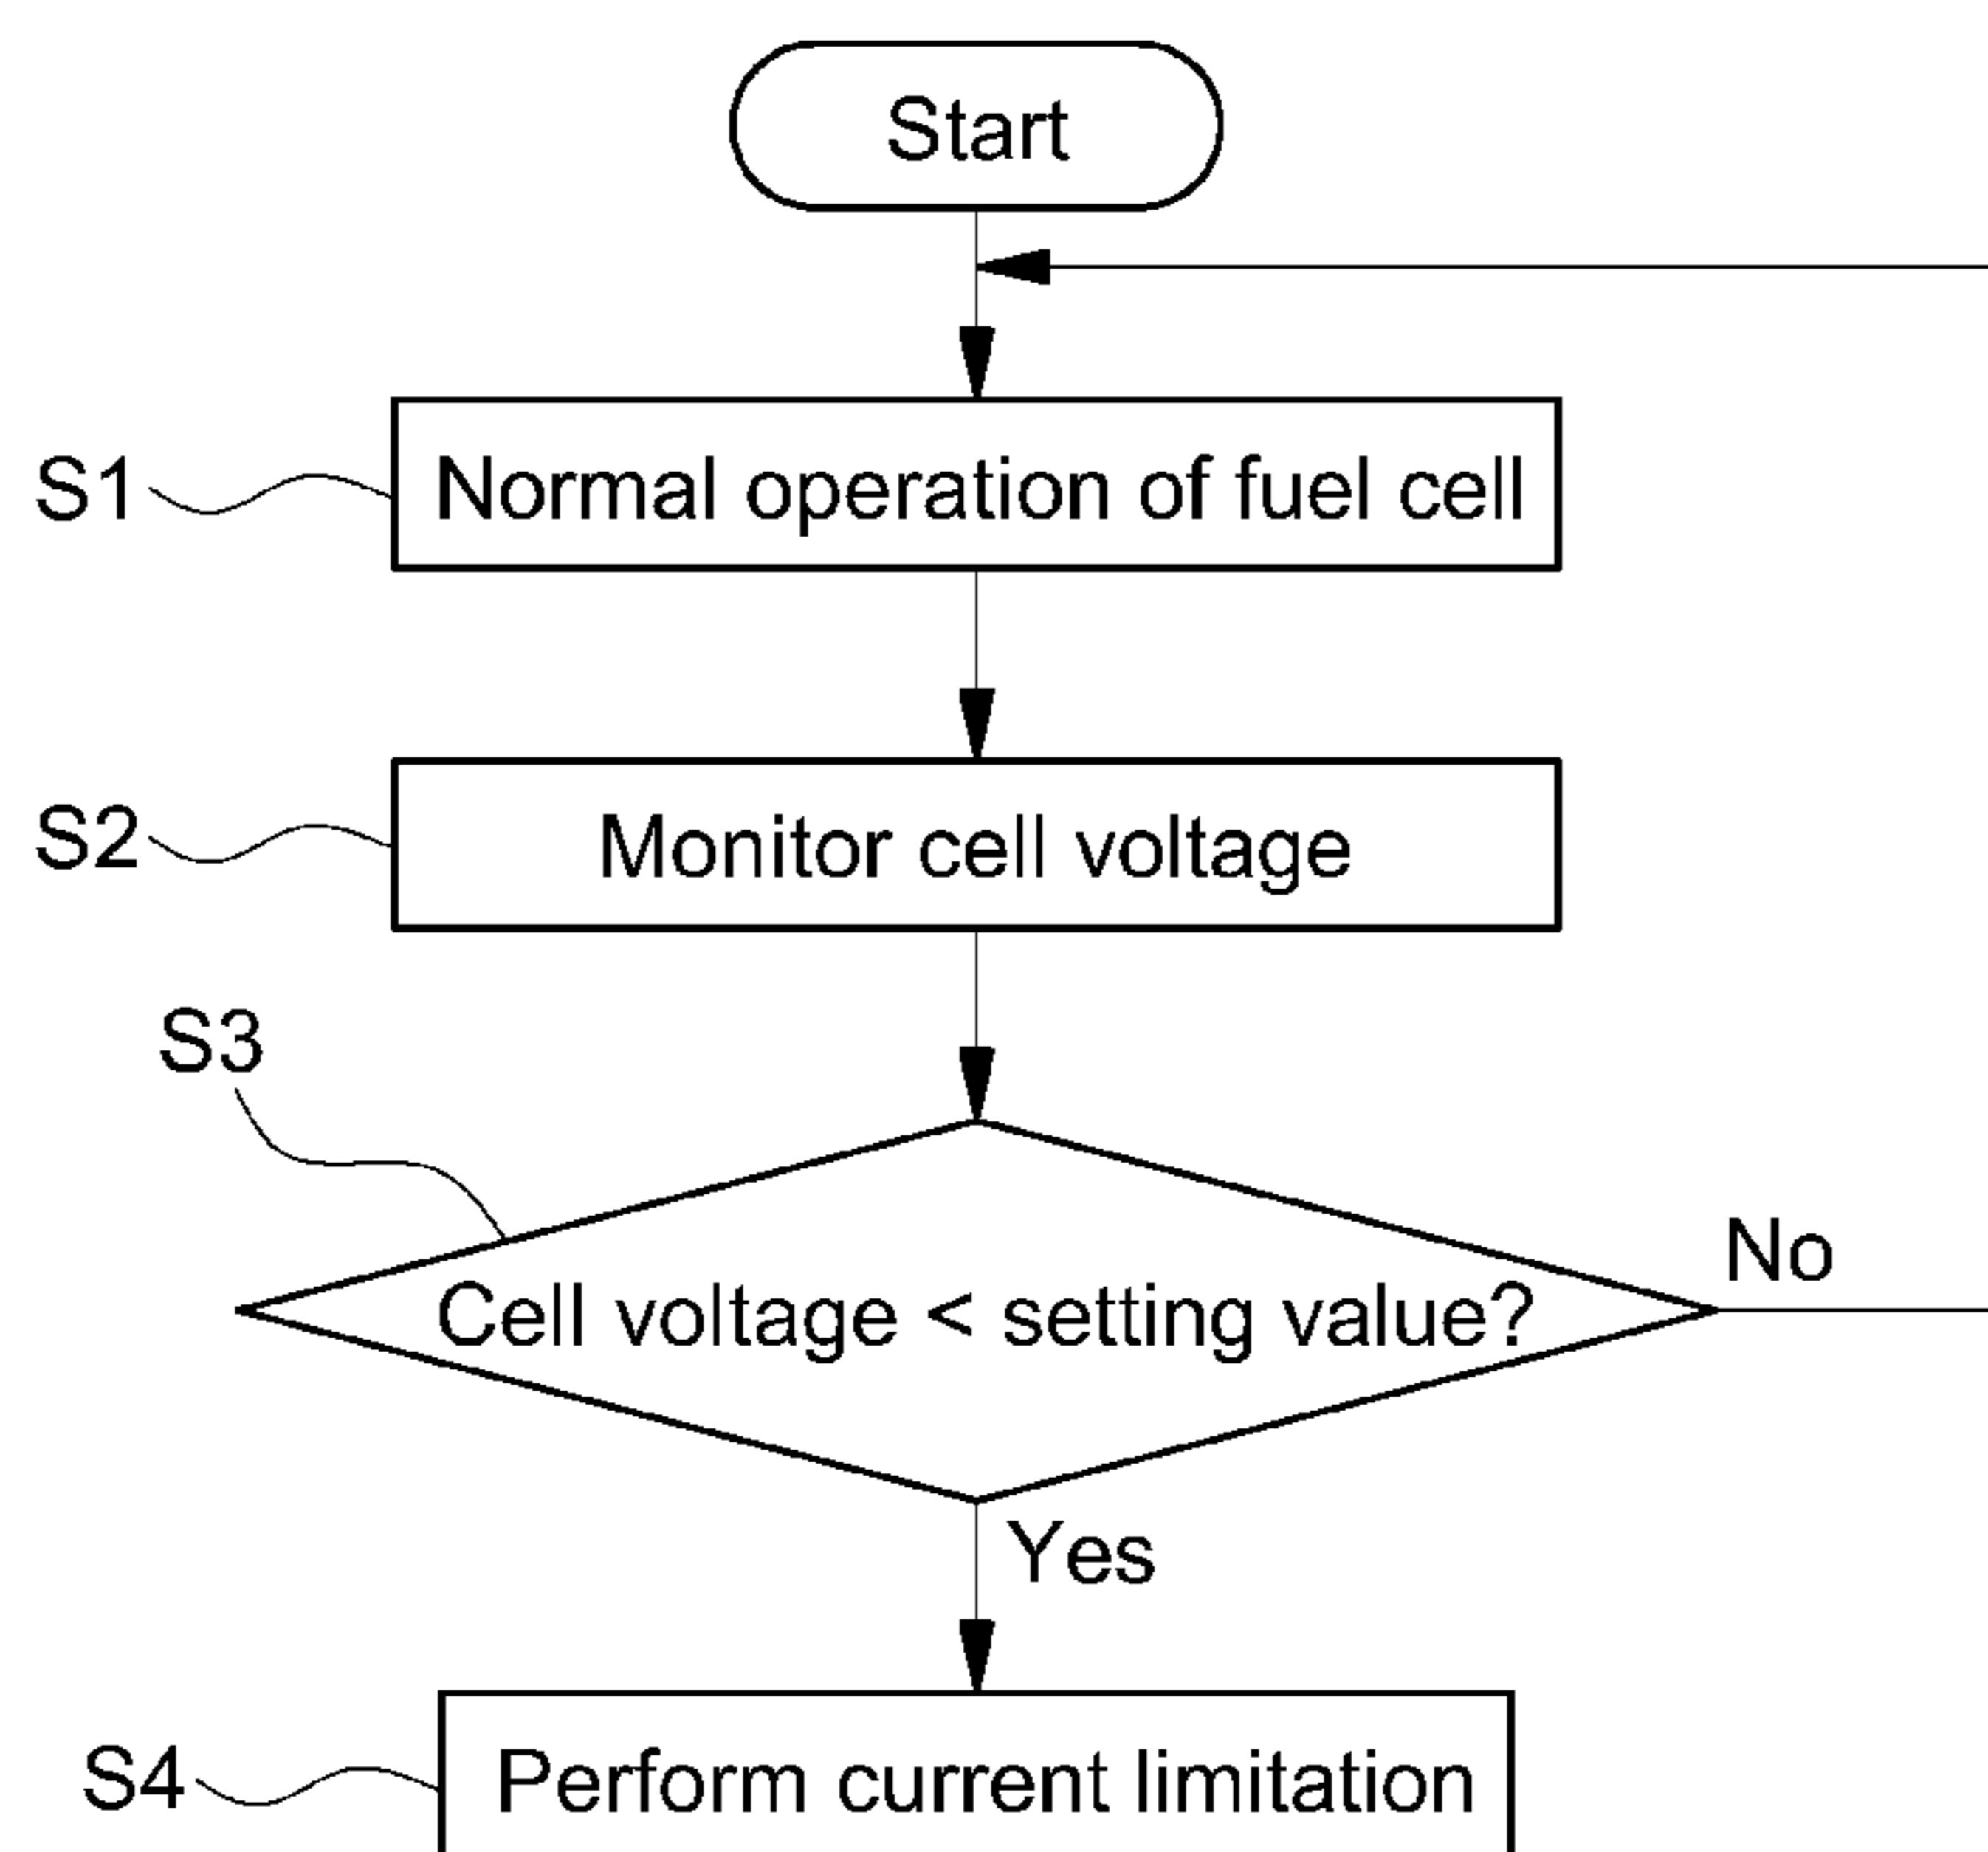 Start
S1
Normal operation of fuel cell
S2
Monitor cell voltage
S3
Cell voltage < setting value?
No
Yes
S4
Perform current limitation